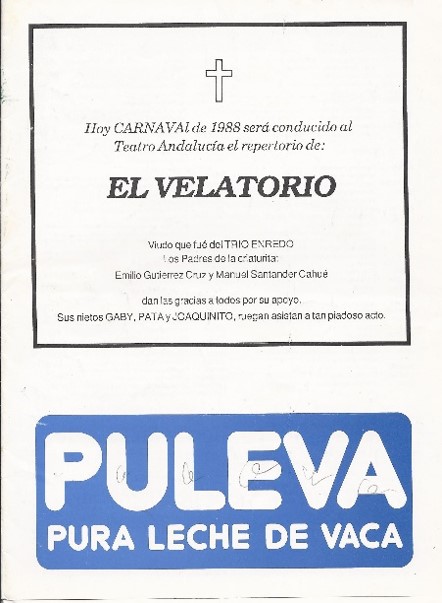 Hoy CARNAVAl de 1988 será conducido al
Teatro Andalucía el repertorio de:
EL VELATORIO
Viudo que fué del TRIO ENREDO
Los Padres de la criaturita:
Emilio Gutierrez Cruz y Manuel Santander Cahué
dan las gracias a todos por su apoyo.
Sus nietos GABY, PATA y JOAQUINITO, ruegan asistan a tan piadoso acto.
PULEVA
PURA LECHE DE VACA